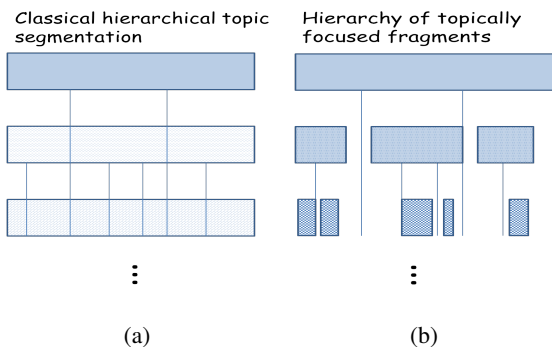 Classical hierarchical topic
segmentation
Hierarchy of topically
focused fragments
(a)
(b)